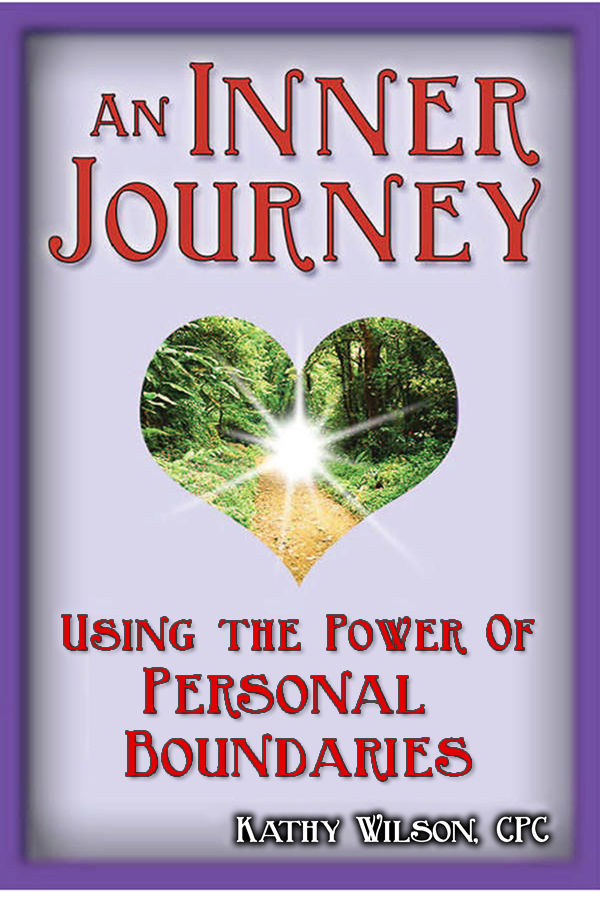 An Inner
Journey
Using the Power Of
Personal
Boundaries
Kathy Wilson, CPC